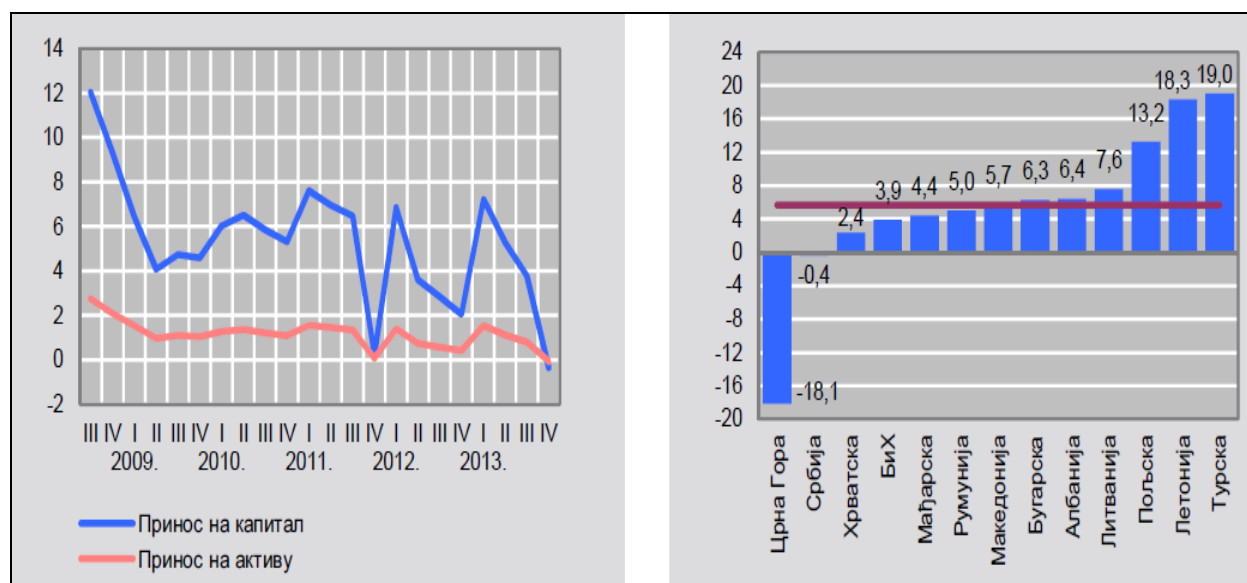 14
12
10
8
6
4
2
0
-2
III IV I II III IV I II III IV I II III IV I II III IV I II III IV
2009. 2010. 2011. 2012. 2013.
Принос на капитал
Принос на активу
24
20
16
12
8
4
0
-4
-8
-12
-16
-20
-18,1
-0,4
2,4
3,9
4,4
5,0
5,7
6,3
6,4
7,6
13,2
18,3
19,0
Црна Гора
Србија
Хрватска
БиХ
Мађарска
Румунија
Македонија
Бугарска
Албанија
Литванија
Пољска
Летонија
Турска